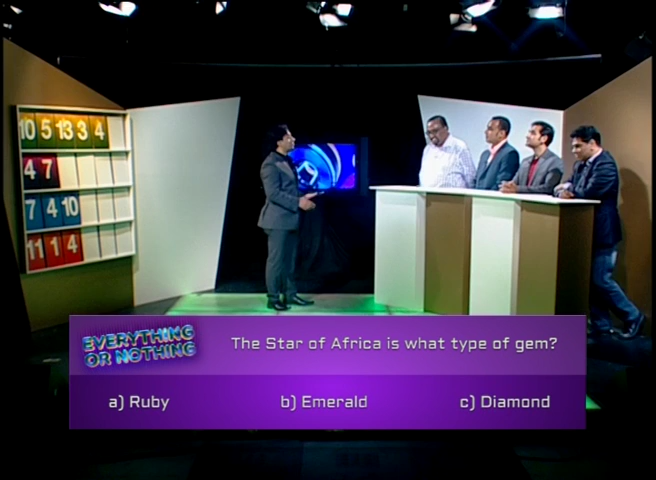 10 5 13 3 4
4 7
7 4 10
11 1 4
EVERYTHING
OR NOTHING
The Star of Africa is what type of gem?
a) Ruby
b) Emerald
c) Diamond